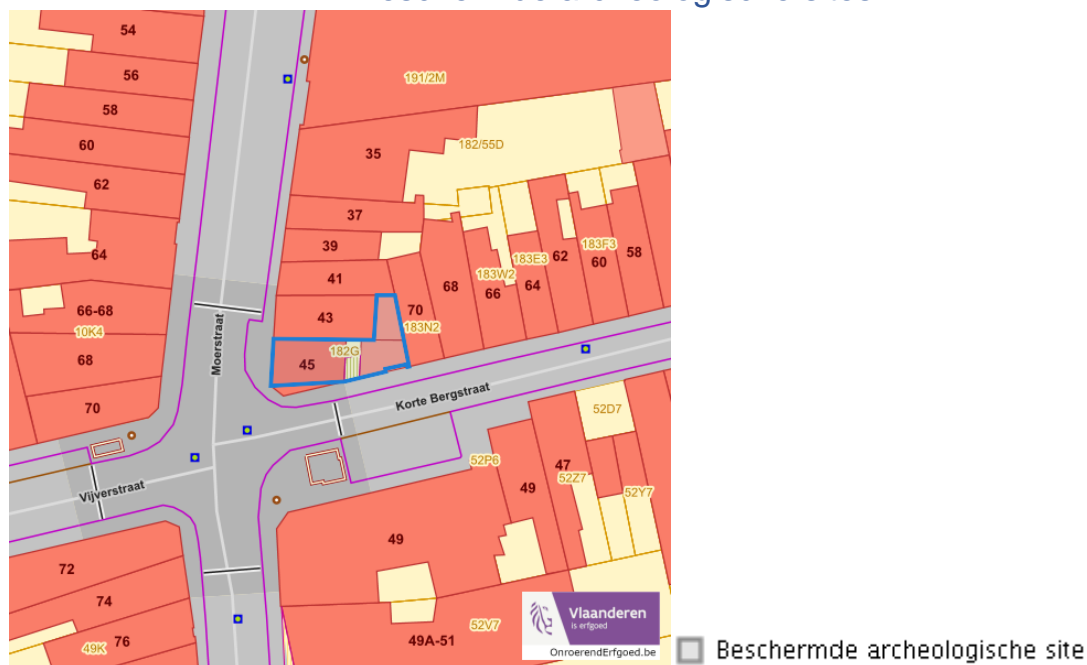 54
56
191/2M
58
35
182/55D
60
62
37
39
64
183E3
62
183F3
60
58
41
68
183W2
66
64
66-68
43
70
183N2
10K4
68
Moerstraat
182G
45
70
Korte Bergstraat
52D7
Vijverstraat
52P6
47
52Z7
49
52Y7
72
49
74
49K
76
49A-51
52V7
Vlaanderen
is erfgoed
OnroerendErfgoed.be
Beschermde archeologische site